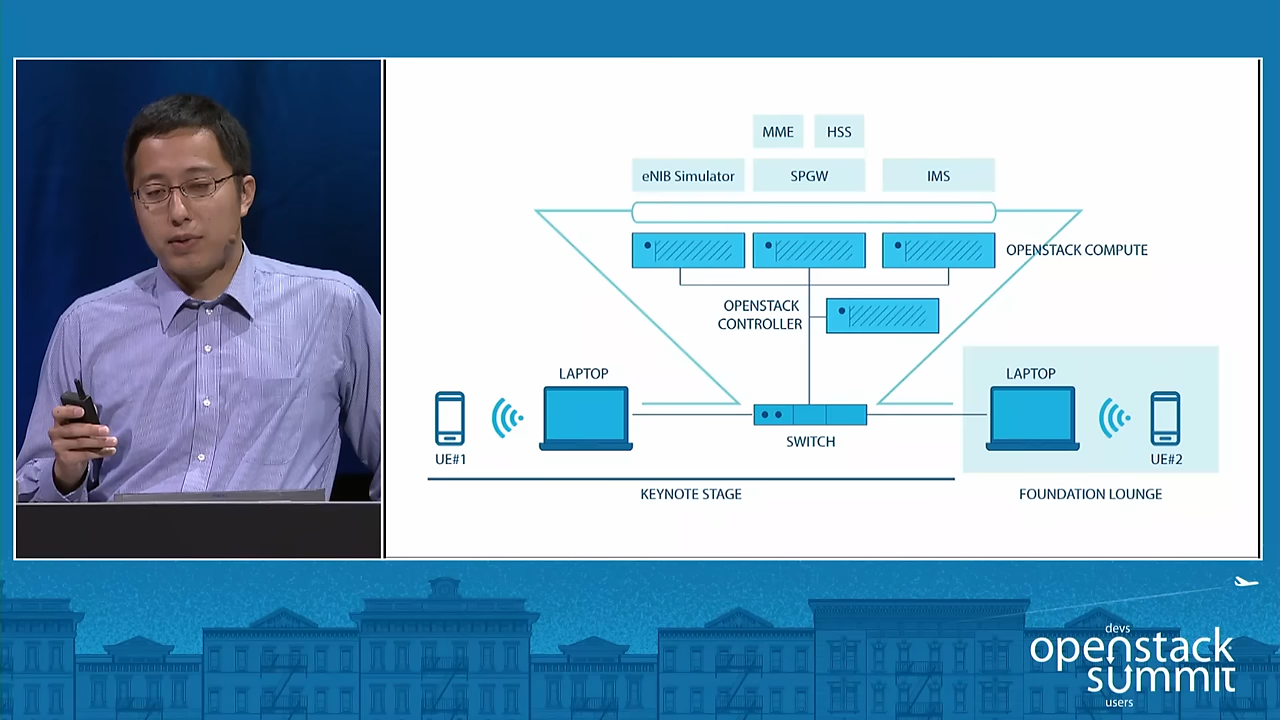 MME
HSS
eNIB Simulator
SPGW
IMS
OPENSTACK COMPUTE
OPENSTACK
CONTROLLER
LAPTOP
LAPTOP
SWITCH
UE#1
UE#2
KEYNOTE STAGE
FOUNDATION LOUNGE
devs
openstack
summit
users